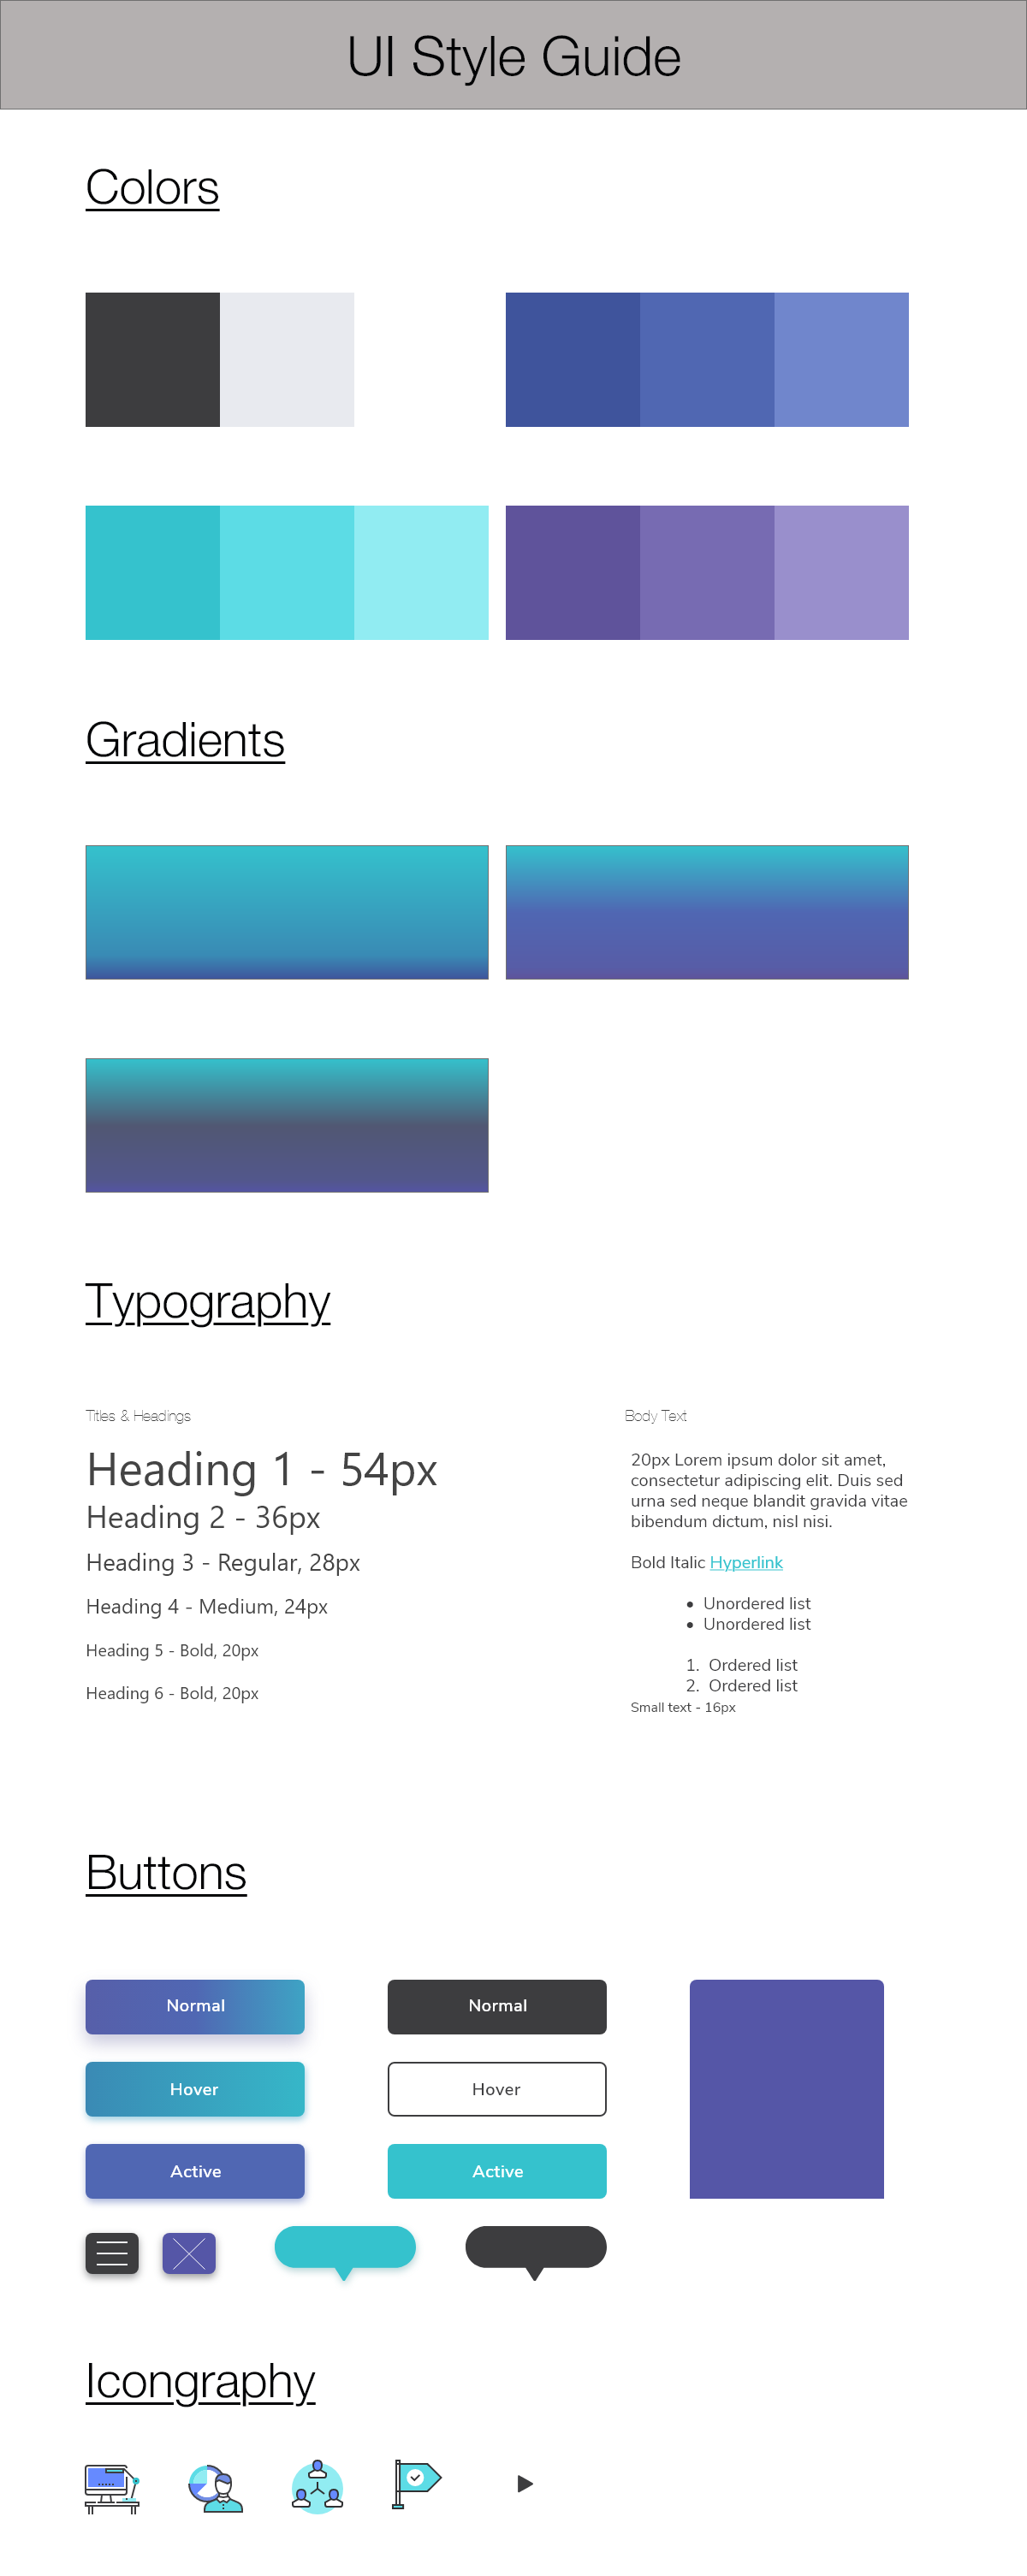 UI Style Guide
Colors
Gradients
Typography
Titles & Headings
Heading 1 - 54px
Heading 2 - 36px
Heading 3 - Regular, 28px
Heading 4 - Medium, 24px
Heading 5 - Bold, 20px
Heading 6 - Bold, 20px
Body Text
20px Lorem ipsum dolor sit amet,
consectetur adipiscing elit. Duis sed
urna sed neque blandit gravida vitae
bibendum dictum, nisl nisi.
Bold Italic Hyperlink
• Unordered list
• Unordered list
1. Ordered list
2. Ordered list
Small text - 16px
Buttons
Normal
Normal
Hover
Hover
Active
Active
Icongraphy